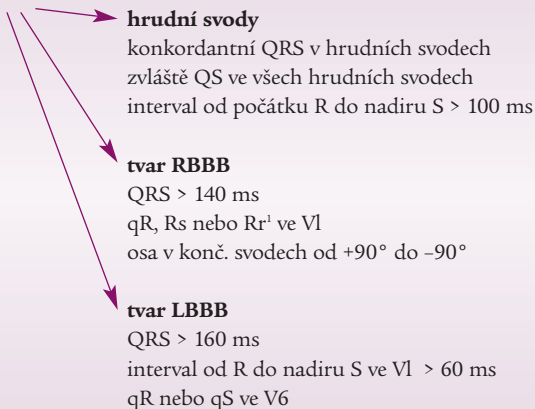 hrudní svody
konkordantní QRS v hrudních svodech
zvláště QS ve všech hrudních svodech
interval od počátku R do nadiru S > 100 ms
tvar RBBB
QRS > 140 ms
qR, Rs nebo Rr¹ ve Vl
osa v konč. svodech od +90° do –90°
tvar LBBB
QRS > 160 ms
interval od R do nadiru S ve Vl > 60 ms
qR nebo qS ve V6